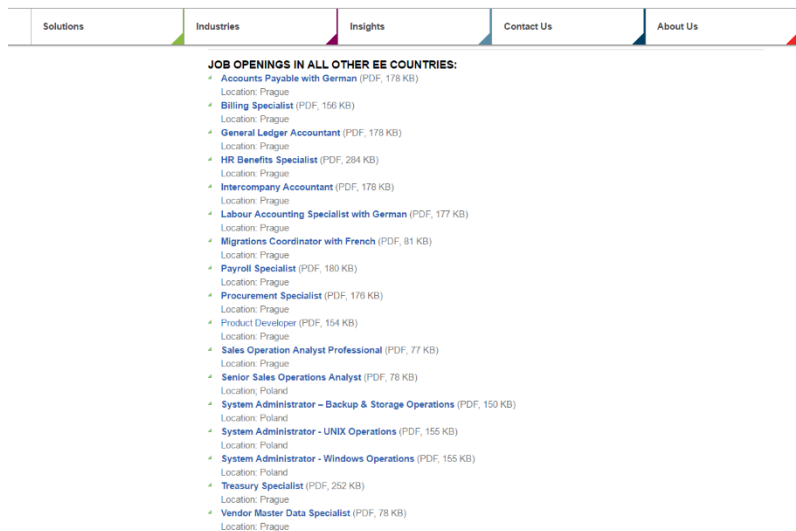 Solutions Industries Insights Contact Us About Us
JOB OPENINGS IN ALL OTHER EE COUNTRIES:
Accounts Payable with German (PDF, 178 KB)
Location: Prague
Billing Specialist (PDF, 156 KB)
Location: Prague
General Ledger Accountant (PDF, 178 KB)
Location: Prague
HR Benefits Specialist (PDF, 284 KB)
Location: Prague
Intercompany Accountant (PDF, 178 KB)
Location: Prague
Labour Accounting Specialist with German (PDF, 177 KB)
Location: Prague
Migrations Coordinator with French (PDF, 81 KB)
Location: Prague
Payroll Specialist (PDF, 180 KB)
Location: Prague
Procurement Specialist (PDF, 176 KB)
Location: Prague
Product Developer (PDF, 154 KB)
Location: Prague
Sales Operation Analyst Professional (PDF, 77 KB)
Location: Prague
Senior Sales Operations Analyst (PDF, 78 KB)
Location; Poland
System Administrator – Backup & Storage Operations (PDF, 150 KB)
Location: Poland
System Administrator - UNIX Operations (PDF, 155 KB)
Location: Poland
System Administrator - Windows Operations (PDF, 155 KB)
Location: Poland
Treasury Specialist (PDF, 252 KB)
Location: Prague
Vendor Master Data Specialist (PDF, 78 KB)
Location: Prague